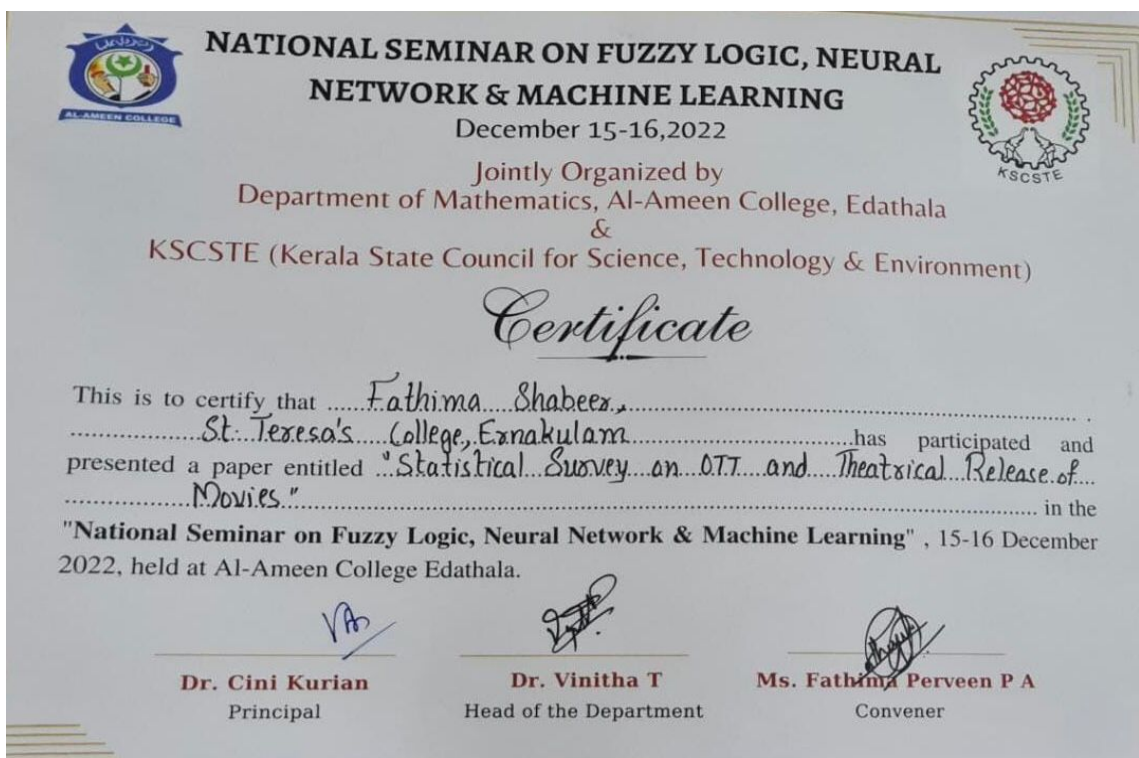 NATIONAL SEMINAR ON FUZZY LOGIC, NEURAL
NETWORK & MACHINE LEARNING
December 15-16,2022
AL-AMEEN COLLEGE
KSCSTE
Jointly Organized by
Department of Mathematics, Al-Ameen College, Edathala
&
KSCSTE (Kerala State Council for Science, Technology & Environment)
Certificate
This is to certify that ......Fathima....Shabeer,...............
....................St. Teresa's....College,.Ernakulam...............has participated and
presented a paper entitled .."Statistical...Survey...on..OTT....and....Theatrical...Release.of...
....................Movies."............... in the
"National Seminar on Fuzzy Logic, Neural Network & Machine Learning" , 15-16 December
2022, held at Al-Ameen College Edathala.
Dr. Cini Kurian
Principal
Dr. Vinitha T
Head of the Department
Ms. Fathima Perveen P A
Convener